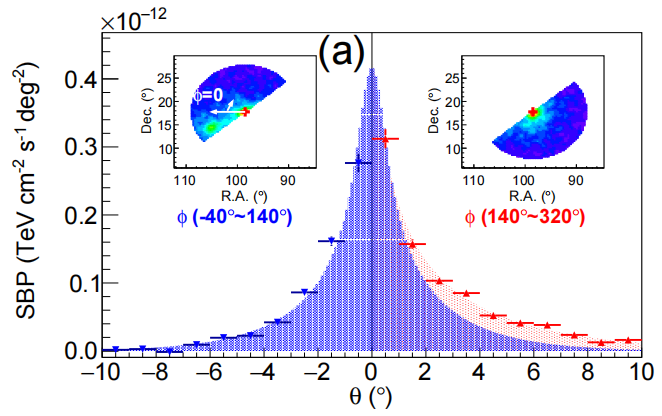 ×10⁻¹²
(a)
SBP (TeV cm⁻² s⁻¹ deg⁻²)
0.4
0.3
0.2
0.1
0.0
Dec. (°)
25
20
15
10
ϕ=0
110 100 90
R.A. (°)
ϕ (-40°~140°)
Dec. (°)
25
20
15
10
110 100 90
R.A. (°)
ϕ (140°~320°)
−10 −8 −6 −4 −2 0 2 4 6 8 10
θ (°)